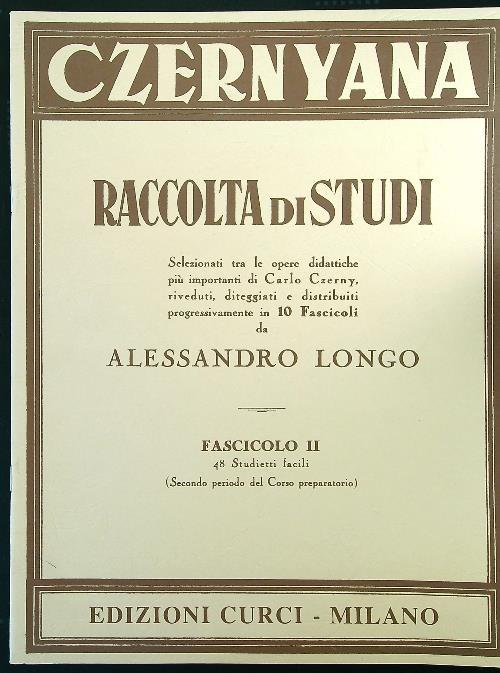 CZERNYANA
RACCOLTA DI STUDI
Selezionati tra le opere didattiche
più importanti di Carlo Czerny,
riveduti, diteggiati e distribuiti
progressivamente in 10 Fascicoli
da
ALESSANDRO LONGO
FASCICOLO II
48 Studietti facili
(Secondo periodo del Corso preparatorio)
EDIZIONI CURCI - MILANO